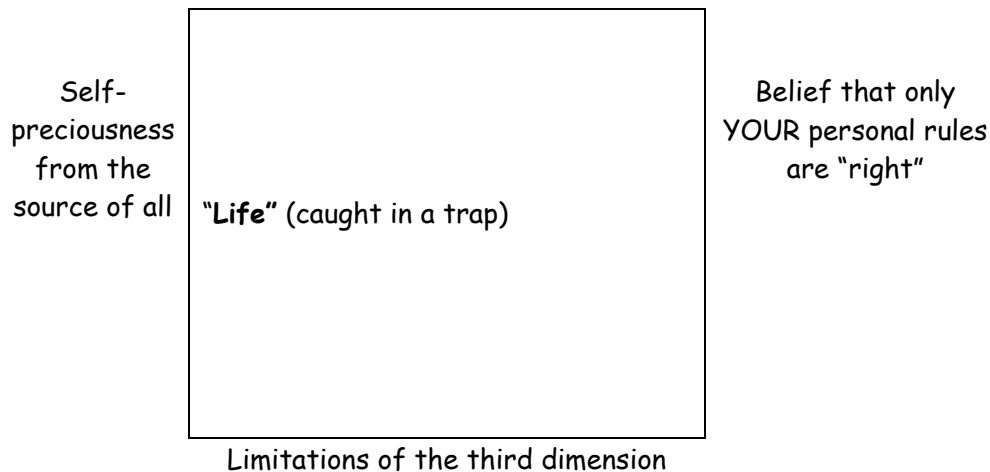 Self-
preciousness
from the
source of all
"Life" (caught in a trap)
Belief that only
YOUR personal rules
are “right”
Limitations of the third dimension